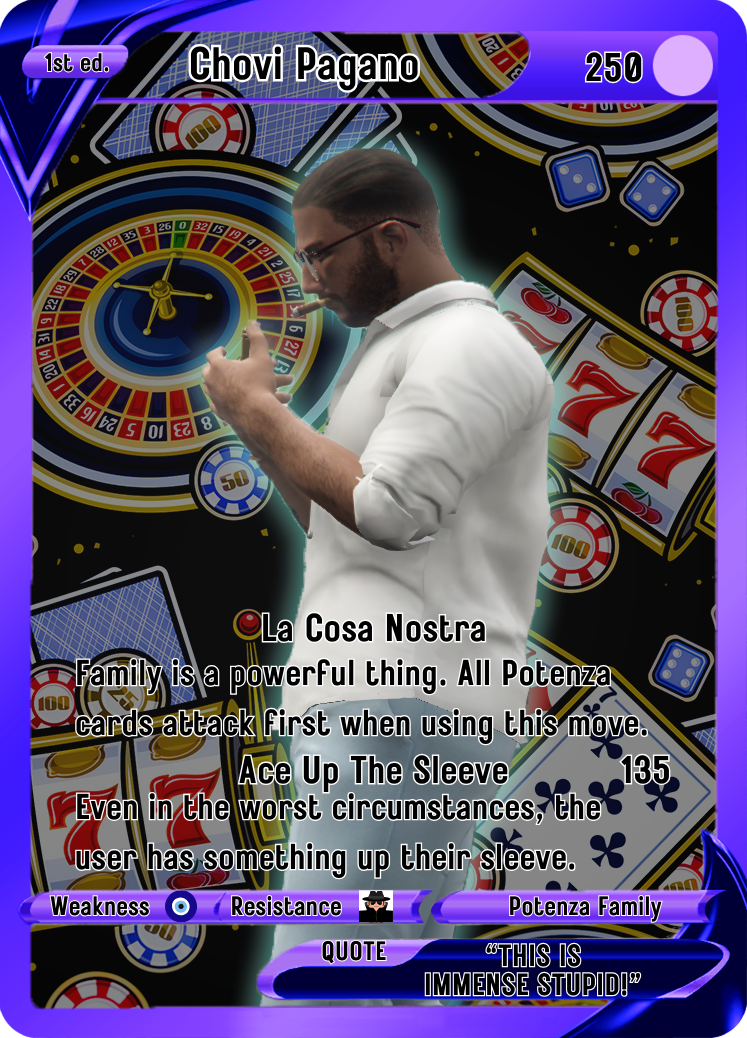 1st ed.
Chovi Pagano
250
La Cosa Nostra
Family is a powerful thing. All Potenza
cards attack first when using this move.
Ace Up The Sleeve 135
Even in the worst circumstances, the
user has something up their sleeve.
Weakness
Resistance
Potenza Family
QUOTE
“THIS IS
IMMENSE STUPID!”